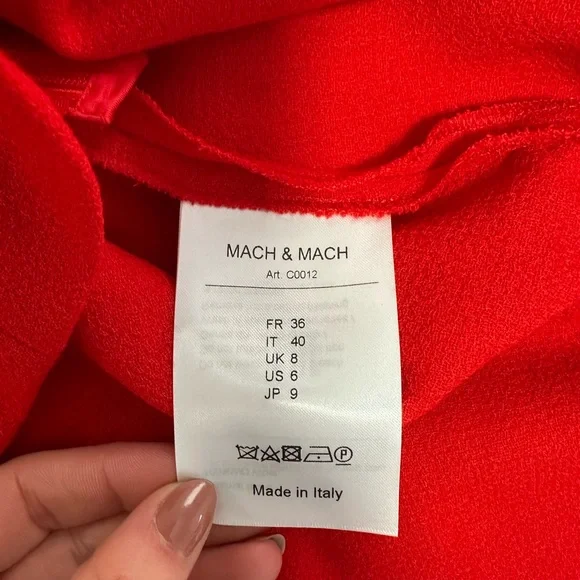 MACH & MACH
Art. C0012
FR 36
IT 40
UK 8
US 6
JP 9
P
Made in Italy